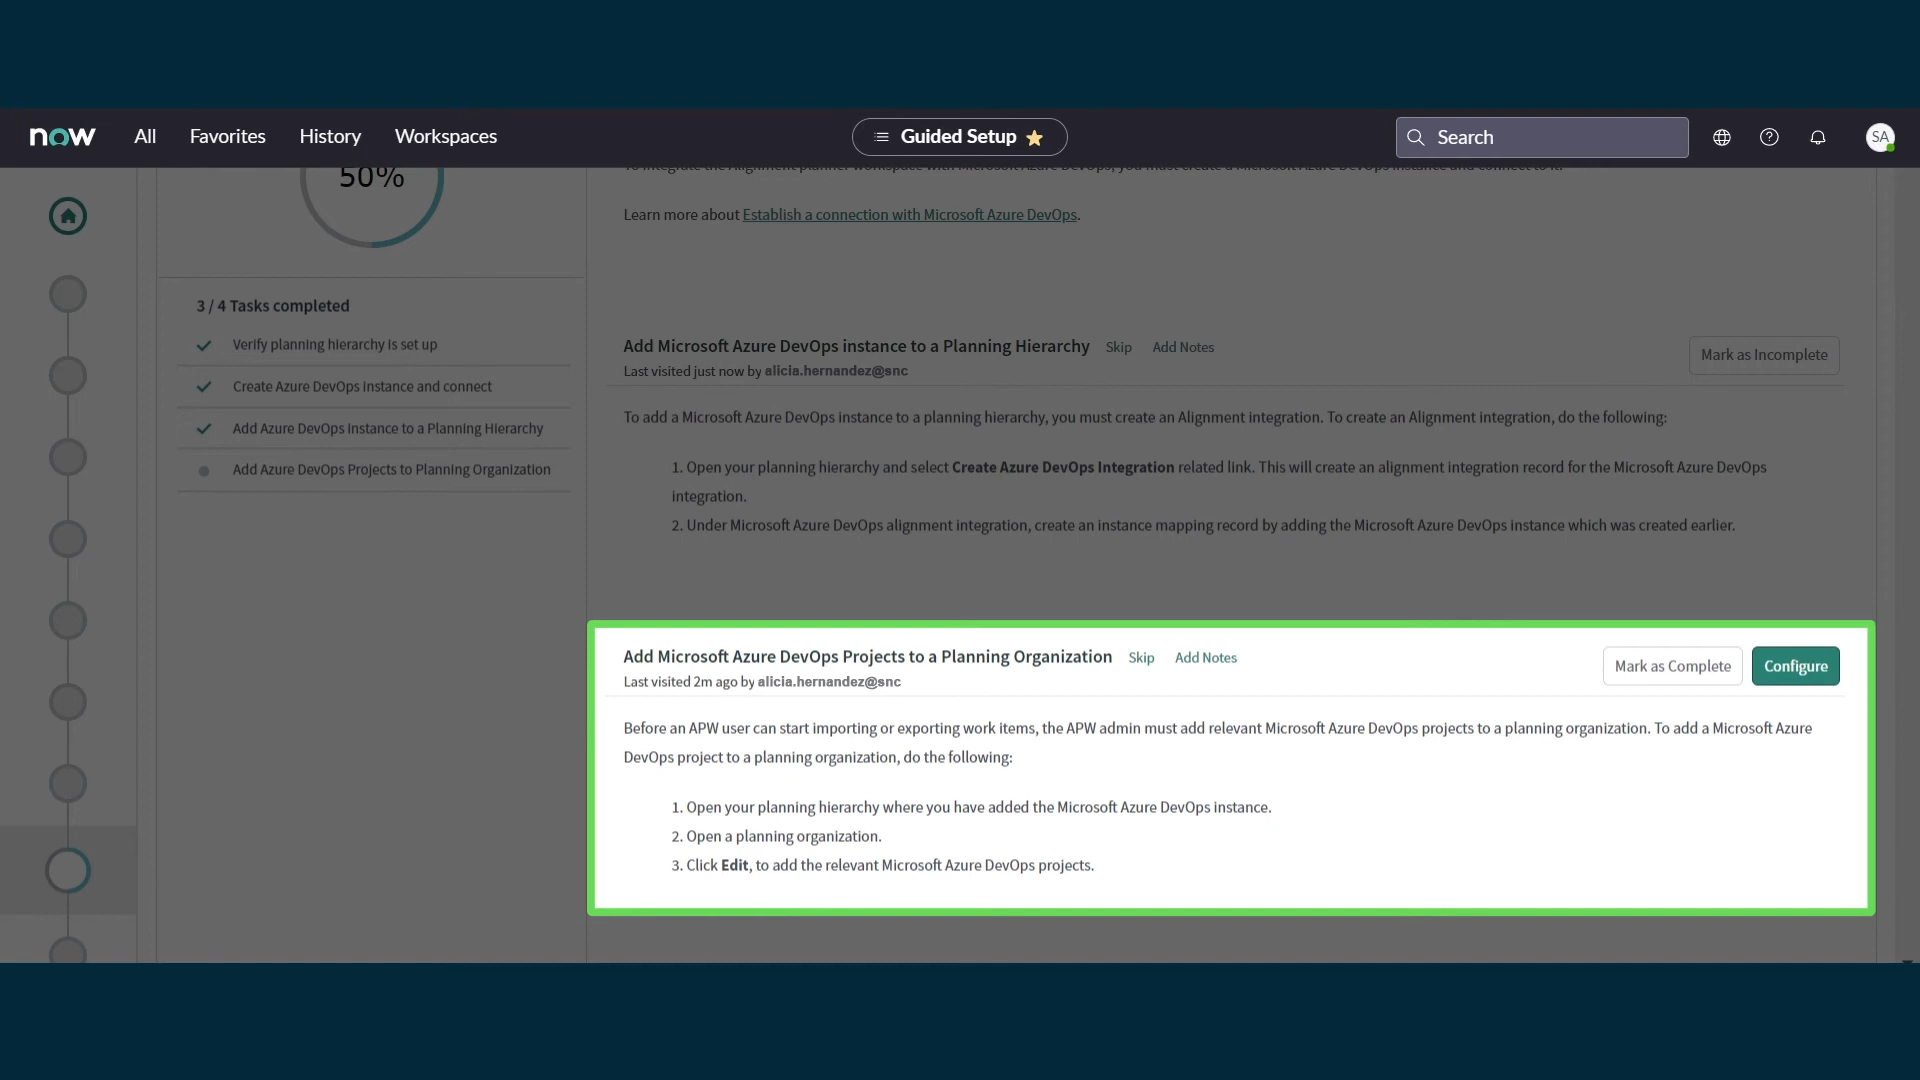 now All Favorites History Workspaces Guided Setup Search SA
50%
To integrate the Alignment planner workspace with Microsoft Azure DevOps, you must create a Microsoft Azure DevOps instance and connect to it.
Learn more about Establish a connection with Microsoft Azure DevOps.
3 / 4 Tasks completed
Verify planning hierarchy is set up
Create Azure DevOps Instance and connect
Add Azure DevOps Instance to a Planning Hierarchy
Add Azure DevOps Projects to Planning Organization
Add Microsoft Azure DevOps instance to a Planning Hierarchy Skip Add Notes Mark as Incomplete
Last visited just now by alicia.hernandez@snc
To add a Microsoft Azure DevOps instance to a planning hierarchy, you must create an Alignment integration. To create an Alignment integration, do the following:
1. Open your planning hierarchy and select Create Azure DevOps Integration related link. This will create an alignment integration record for the Microsoft Azure DevOps
integration.
2. Under Microsoft Azure DevOps alignment integration, create an instance mapping record by adding the Microsoft Azure DevOps instance which was created earlier.
Add Microsoft Azure DevOps Projects to a Planning Organization Skip Add Notes Mark as Complete Configure
Last visited 2m ago by alicia.hernandez@snc
Before an APW user can start importing or exporting work items, the APW admin must add relevant Microsoft Azure DevOps projects to a planning organization. To add a Microsoft Azure
DevOps project to a planning organization, do the following:
1. Open your planning hierarchy where you have added the Microsoft Azure DevOps instance.
2. Open a planning organization.
3. Click Edit, to add the relevant Microsoft Azure DevOps projects.